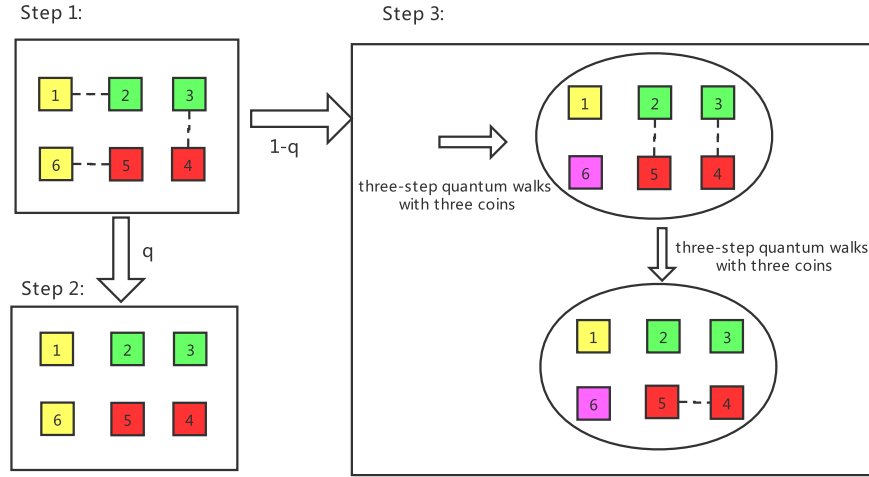 Step 1:
1 2 3
6 5 4
q
1-q
Step 2:
1 2 3
6 5 4
Step 3:
three-step quantum walks
with three coins
1 2 3
6 5 4
three-step quantum walks
with three coins
1 2 3
6 5 4